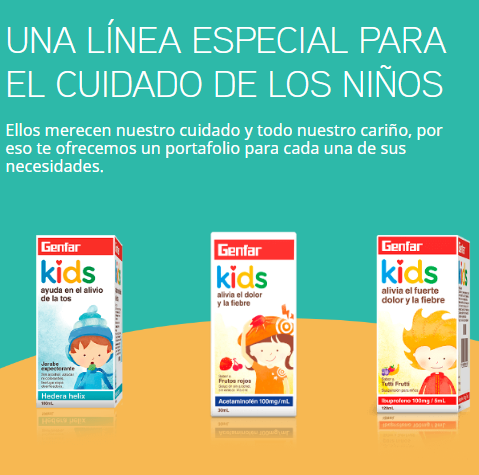 UNA LÍNEA ESPECIAL PARA
EL CUIDADO DE LOS NIÑOS
Ellos merecen nuestro cuidado y todo nuestro cariño, por
eso te ofrecemos un portafolio para cada una de sus
necesidades.
Genfar
kids
ayuda en el alivio
de la tos
Jarabe
expectorante
Hedera helix
Genfar
kids
alivia el dolor
y la fiebre
Frutos rojos
Acetaminofén 100mg/mL
30mL
Genfar
kids
alivia el fuerte
dolor y la fiebre
Tutti Frutti
Ibuprofeno 100mg / 5mL